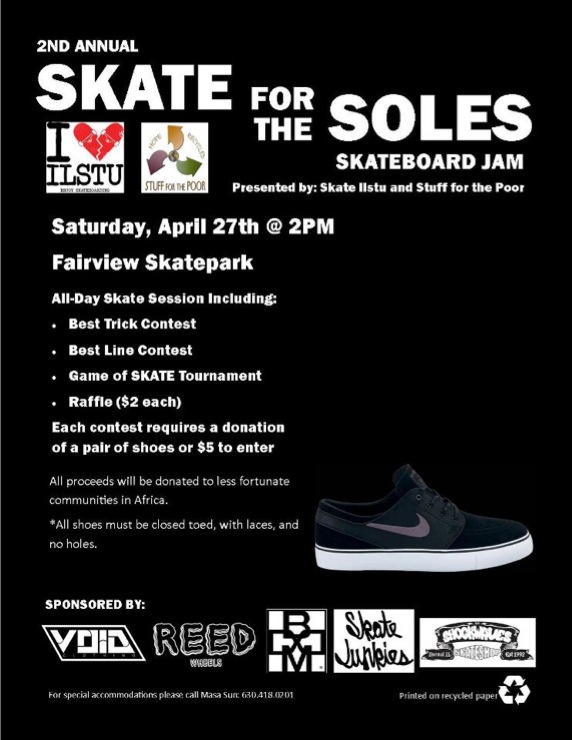 2ND ANNUAL
SKATE FOR THE SOLES
SKATEBOARD JAM
I ILSTU
ENJOY SKATEBOARDING
HOPE RECYCLED
STUFF FOR THE POOR
Presented by: Skate Ilstu and Stuff for the Poor
Saturday, April 27th @ 2PM
Fairview Skatepark
All-Day Skate Session Including:
• Best Trick Contest
• Best Line Contest
• Game of SKATE Tournament
• Raffle ($2 each)
Each contest requires a donation
of a pair of shoes or $5 to enter
All proceeds will be donated to less fortunate
communities in Africa.
*All shoes must be closed toed, with laces, and
no holes.
SPONSORED BY:
VOID
CLOTHING
REED
WHEELS
Skate
Junkies
SHOCKWAVES
SKATESHOP
Est 1992
For special accommodations please call Masa Sun: 630.418.0201
Printed on recycled paper